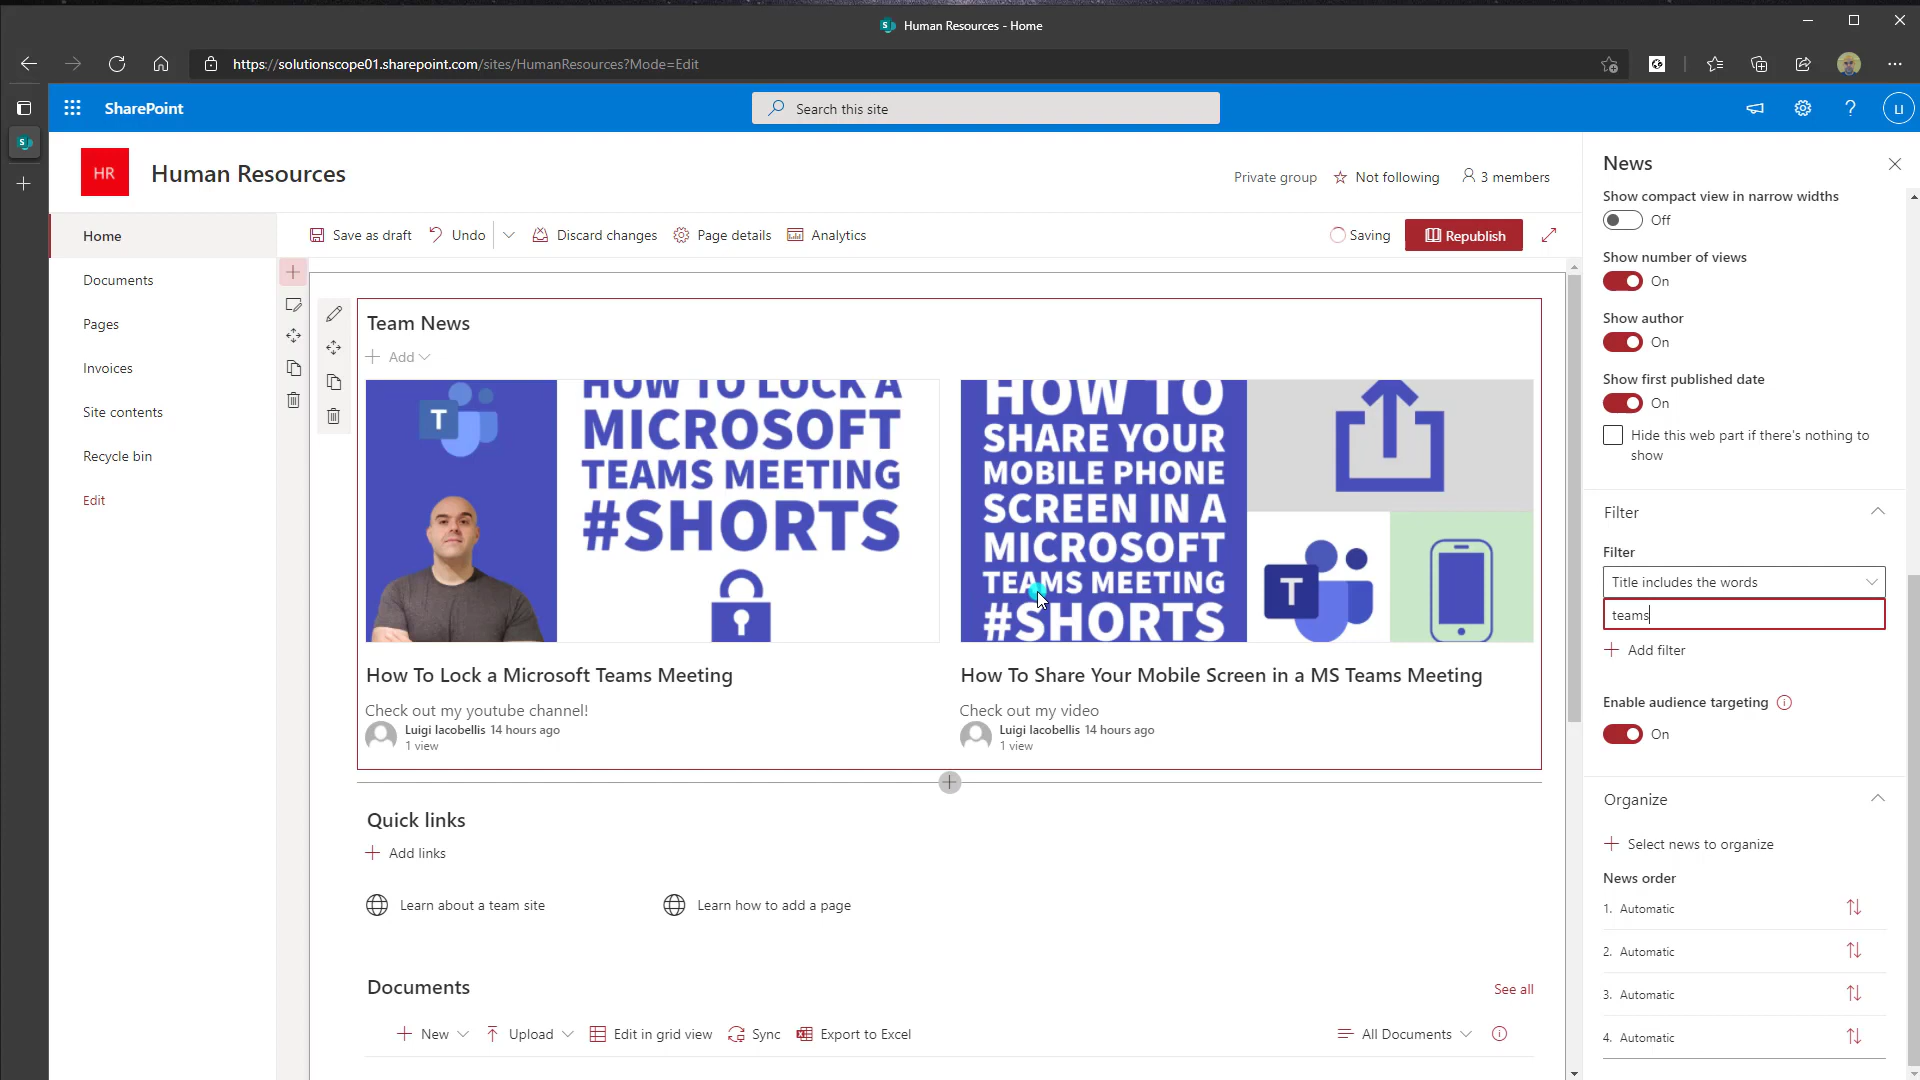 Human Resources - Home
https://solutionscope01.sharepoint.com/sites/HumanResources?Mode=Edit
SharePoint
Search this site
LI
HR
Human Resources
Private group
Not following
3 members
Home
Documents
Pages
Invoices
Site contents
Recycle bin
Edit
Save as draft
Undo
Discard changes
Page details
Analytics
Saving
Republish
Team News
Add
T
HOW TO LOCK A
MICROSOFT
TEAMS MEETING
#SHORTS
HOW TO
SHARE YOUR
MOBILE PHONE
SCREEN IN A
MICROSOFT
TEAMS MEETING
#SHORTS
T
How To Lock a Microsoft Teams Meeting
Check out my youtube channel!
Luigi Iacobellis 14 hours ago
1 view
How To Share Your Mobile Screen in a MS Teams Meeting
Check out my video
Luigi Iacobellis 14 hours ago
1 view
Quick links
Add links
Learn about a team site
Learn how to add a page
Documents
See all
New
Upload
Edit in grid view
Sync
Export to Excel
All Documents
News
Show compact view in narrow widths
Off
Show number of views
On
Show author
On
Show first published date
On
Hide this web part if there's nothing to
show
Filter
Filter
Title includes the words
teams
Add filter
Enable audience targeting
On
Organize
Select news to organize
News order
1. Automatic
2. Automatic
3. Automatic
4. Automatic